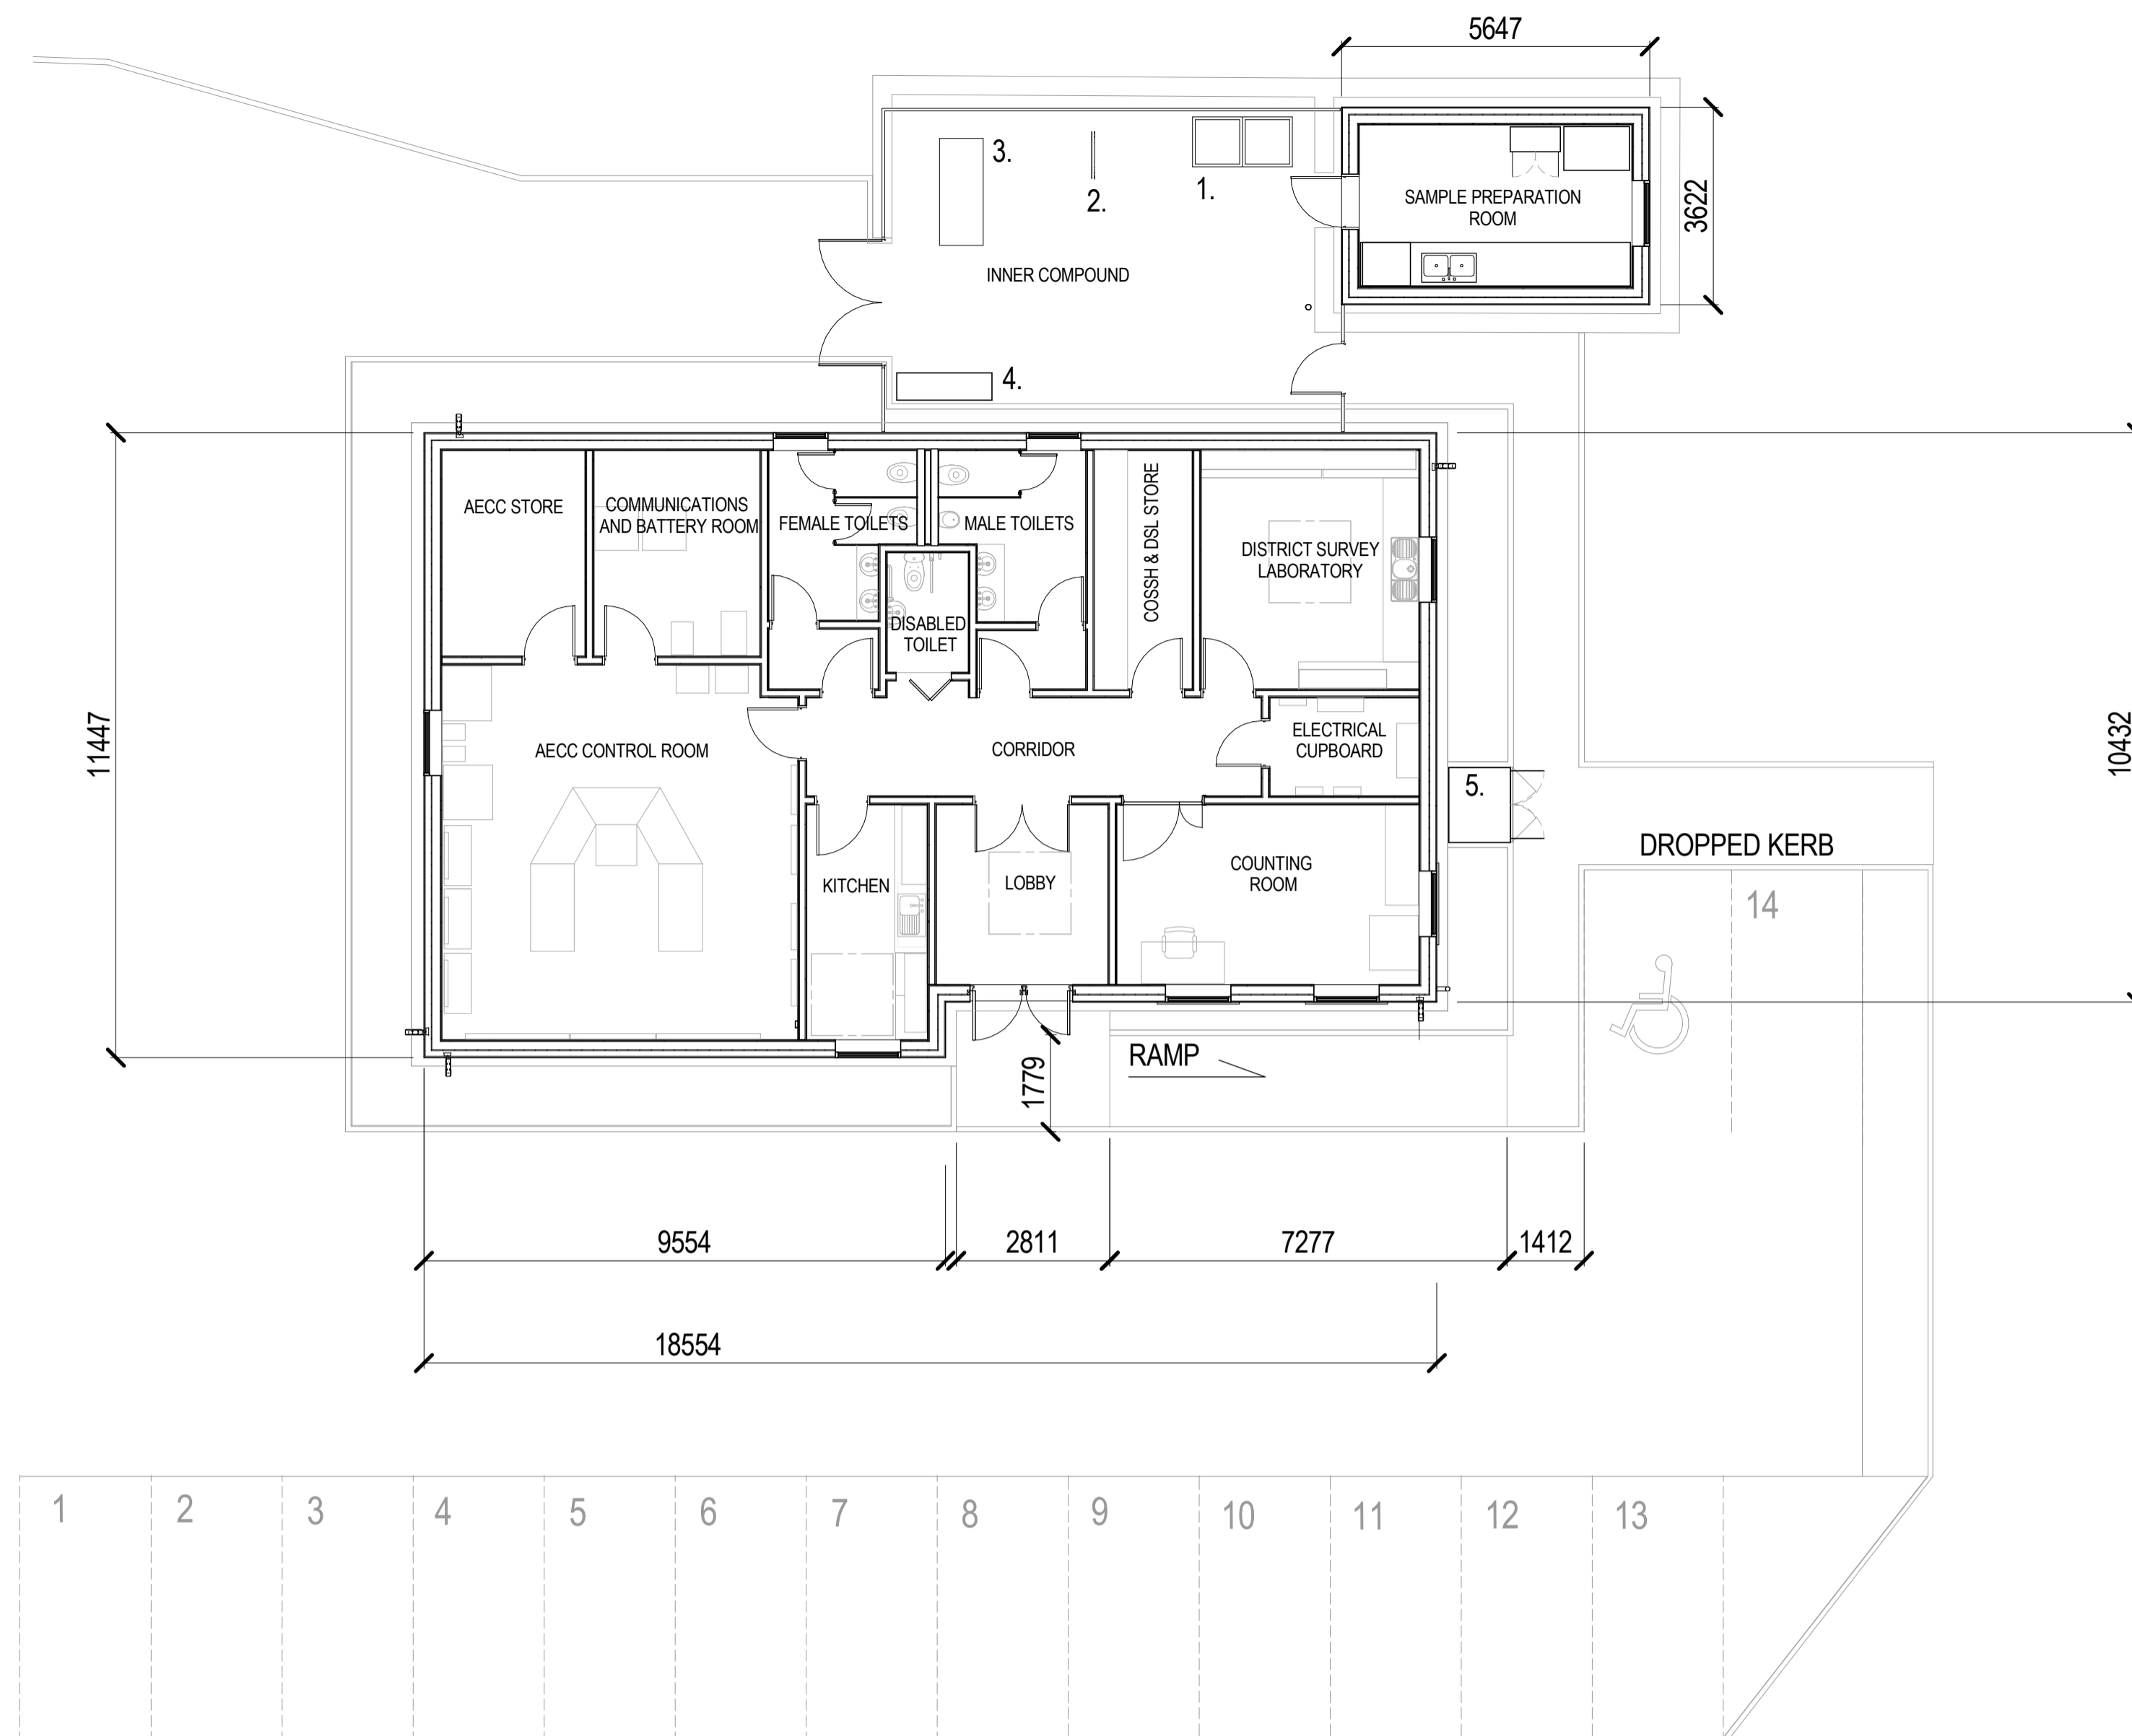 5647
3622
3.
2.
1.
SAMPLE PREPARATION
ROOM
INNER COMPOUND
4.
11447
10432
AECC STORE
COMMUNICATIONS
AND BATTERY ROOM
FEMALE TOILETS
MALE TOILETS
COSSH & DSL STORE
DISTRICT SURVEY
LABORATORY
DISABLED
TOILET
AECC CONTROL ROOM
CORRIDOR
ELECTRICAL
CUPBOARD
5.
DROPPED KERB
KITCHEN
LOBBY
COUNTING
ROOM
14
RAMP
1779
9554
2811
7277
1412
18554
1
2
3
4
5
6
7
8
9
10
11
12
13